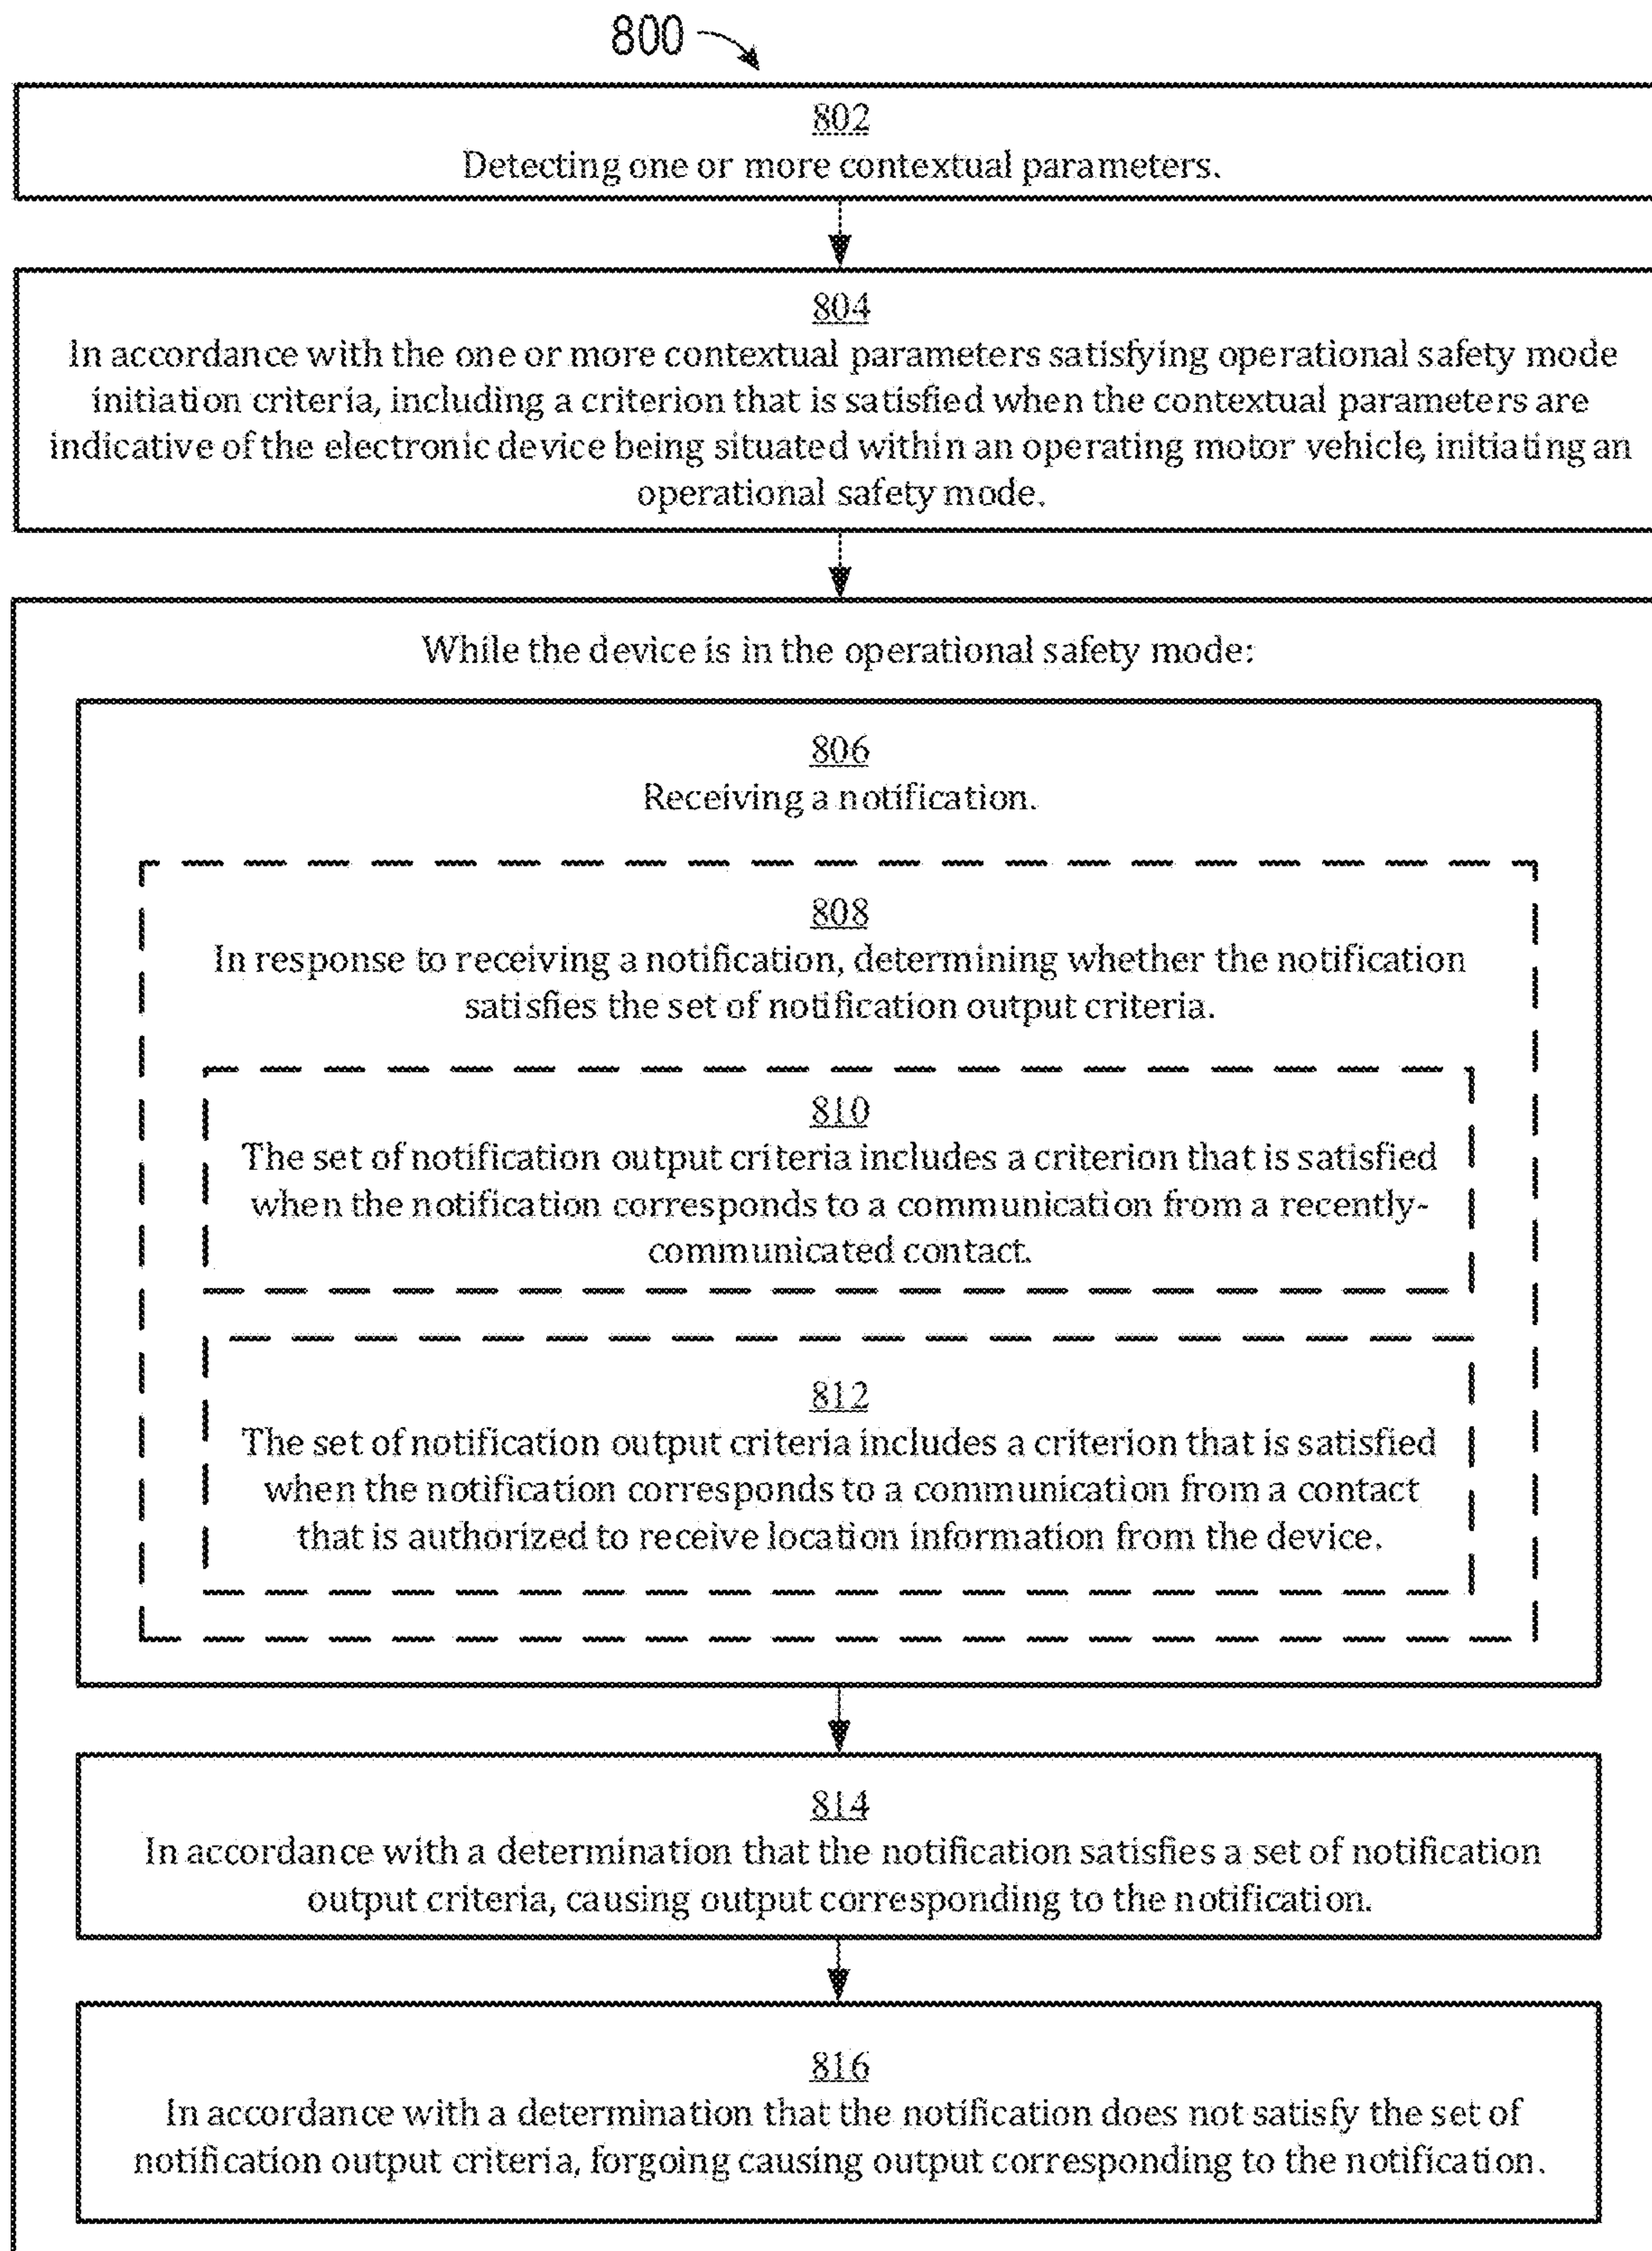 800
802
Detecting one or more contextual parameters.
804
In accordance with the one or more contextual parameters satisfying operational safety mode
initiation criteria, including a criterion that is satisfied when the contextual parameters are
indicative of the electronic device being situated within an operating motor vehicle, initiating an
operational safety mode.
While the device is in the operational safety mode:
806
Receiving a notification.
808
In response to receiving a notification, determining whether the notification
satisfies the set of notification output criteria.
810
The set of notification output criteria includes a criterion that is satisfied
when the notification corresponds to a communication from a recently-
communicated contact.
812
The set of notification output criteria includes a criterion that is satisfied
when the notification corresponds to a communication from a contact
that is authorized to receive location information from the device.
814
In accordance with a determination that the notification satisfies a set of notification
output criteria, causing output corresponding to the notification.
816
In accordance with a determination that the notification does not satisfy the set of
notification output criteria, forgoing causing output corresponding to the notification.